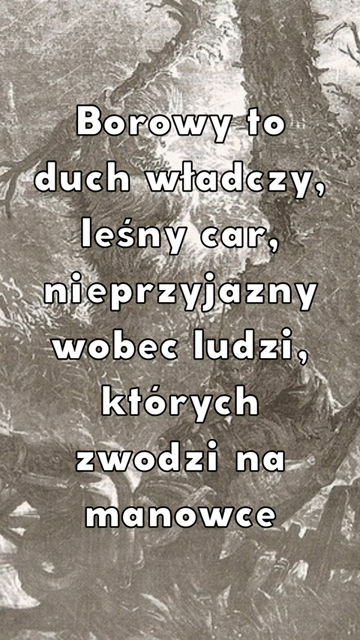 Borowy to
duch władczy,
leśny car,
nieprzyjazny
wobec ludzi,
których
zwodzi na
manowce